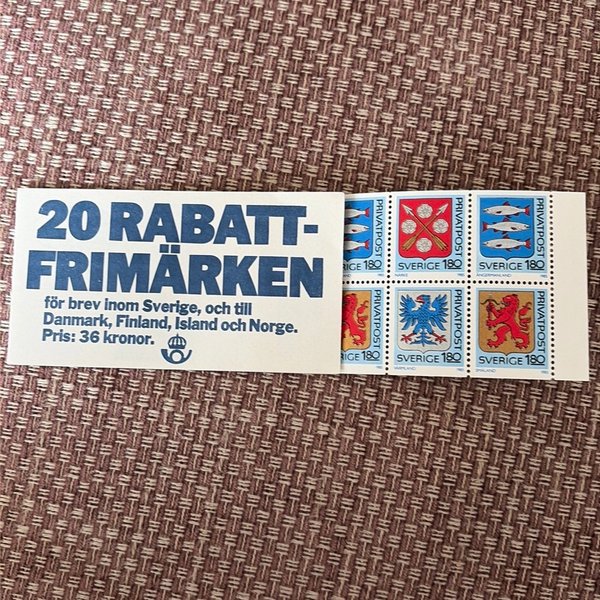 20 RABATT-
FRIMÄRKEN
för brev inom Sverige, och till
Danmark, Finland, Island och Norge.
Pris: 36 kronor.
180
PRIVATPOST
SVERIGE 180
NÄRKE
PRIVATPOST
SVERIGE 180
ÅNGERMANLAND
180
PRIVATPOST
SVERIGE 180
VÄRMLAND
PRIVATPOST
SVERIGE 180
SMÅLAND